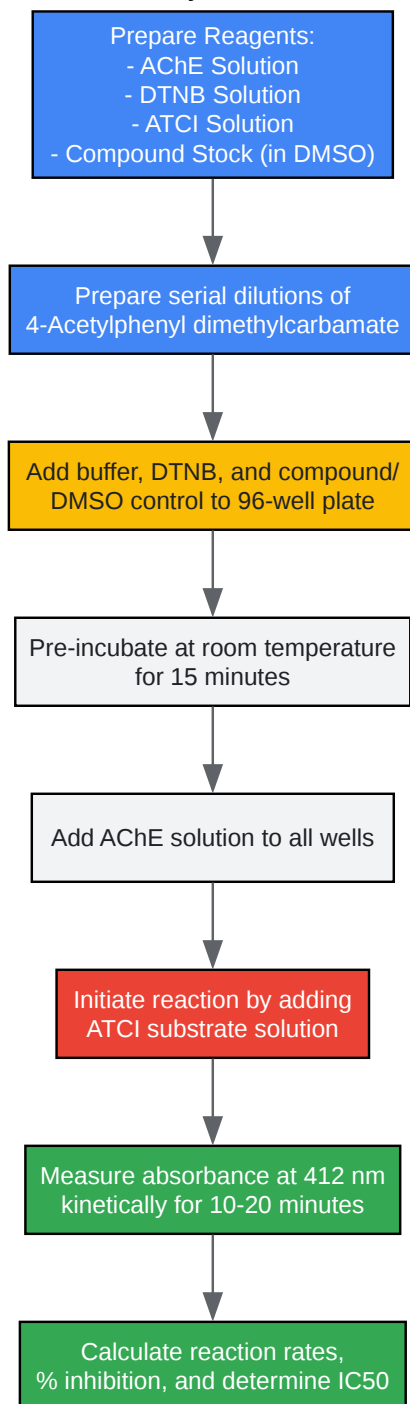 Prepare Reagents:
- AChE Solution
- DTNB Solution
- ATCI Solution
- Compound Stock (in DMSO)
Prepare serial dilutions of
4-Acetylphenyl dimethylcarbamate
Add buffer, DTNB, and compound/
DMSO control to 96-well plate
Pre-incubate at room temperature
for 15 minutes
Add AChE solution to all wells
Initiate reaction by adding
ATCI substrate solution
Measure absorbance at 412 nm
kinetically for 10-20 minutes
Calculate reaction rates,
% inhibition, and determine IC50